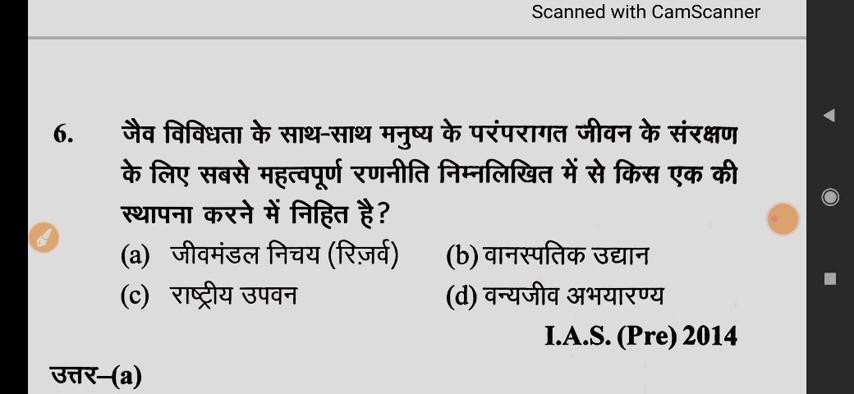 Scanned with CamScanner
6. जैव विविधता के साथ-साथ मनुष्य के परंपरागत जीवन के संरक्षण
के लिए सबसे महत्वपूर्ण रणनीति निम्नलिखित में से किस एक की
स्थापना करने में निहित है?
(a) जीवमंडल निचय (रिज़र्व) (b) वानस्पतिक उद्यान
(c) राष्ट्रीय उपवन (d) वन्यजीव अभयारण्य
I.A.S. (Pre) 2014
उत्तर–(a)